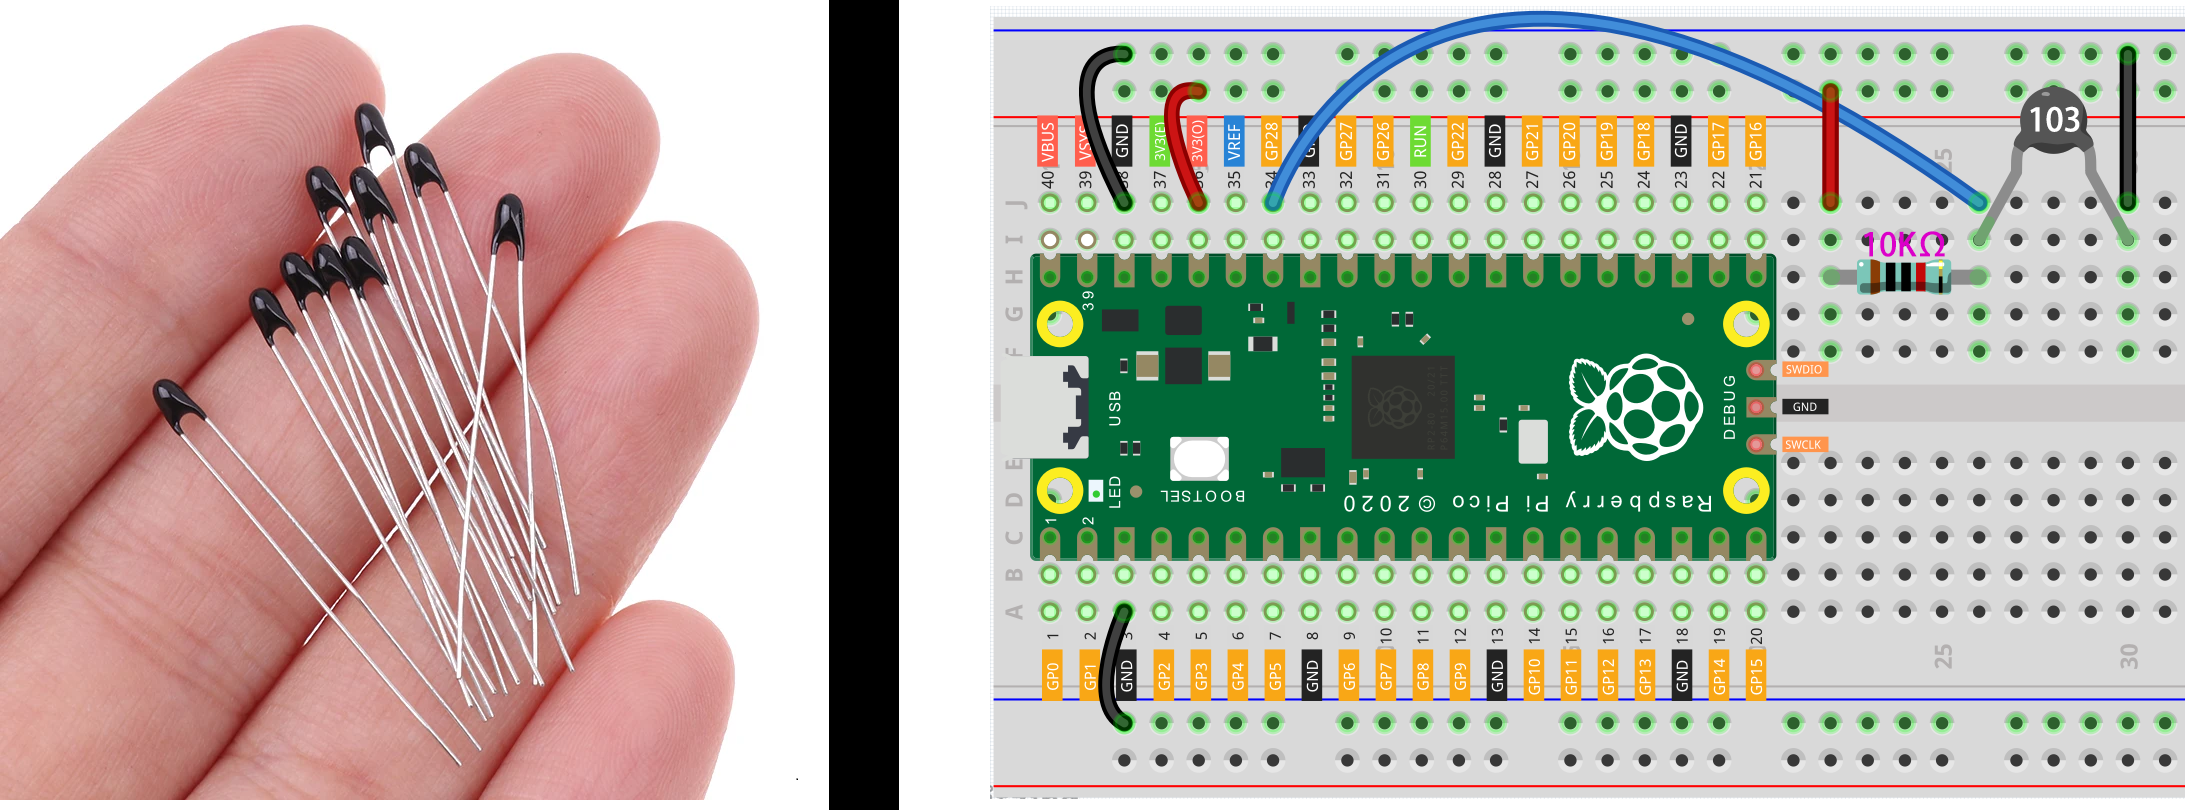 VBUS
VSYS
GND
3V3(E)
3V3(O)
VREF
GP28
GND
GP27
GP26
RUN
GP22
GND
GP21
GP20
GP19
GP18
GND
GP17
GP16
40 39 38 37 36 35 34 33 32 31 30 29 28 27 26 25 24 23 22 21
103
25
J
I
H
G
F
E
D
C
B
A
10KΩ
39
USB
DEBUG
SWDIO
GND
SWCLK
LED
BOOTSEL
Raspberry Pi Pico © 2020
1
2
1 2 3 4 5 6 7 8 9 10 11 12 13 14 15 16 17 18 19 20
25
30
GP0
GP1
GND
GP2
GP3
GP4
GP5
GND
GP6
GP7
GP8
GP9
GND
GP10
GP11
GP12
GP13
GND
GP14
GP15